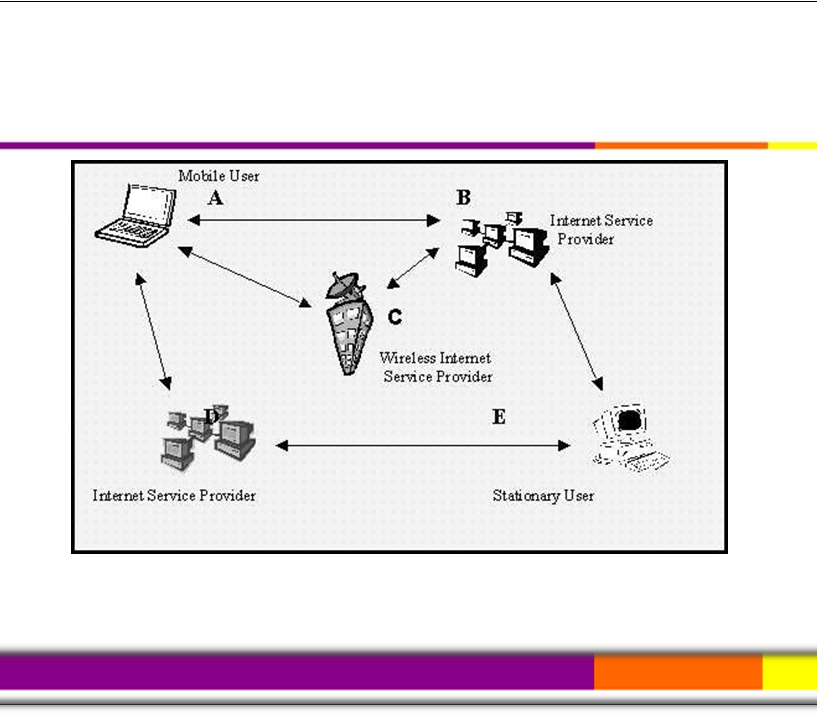 Mobile User
A
B
Internet Service
Provider
C
Wireless Internet
Service Provider
D
E
Internet Service Provider
Stationary User